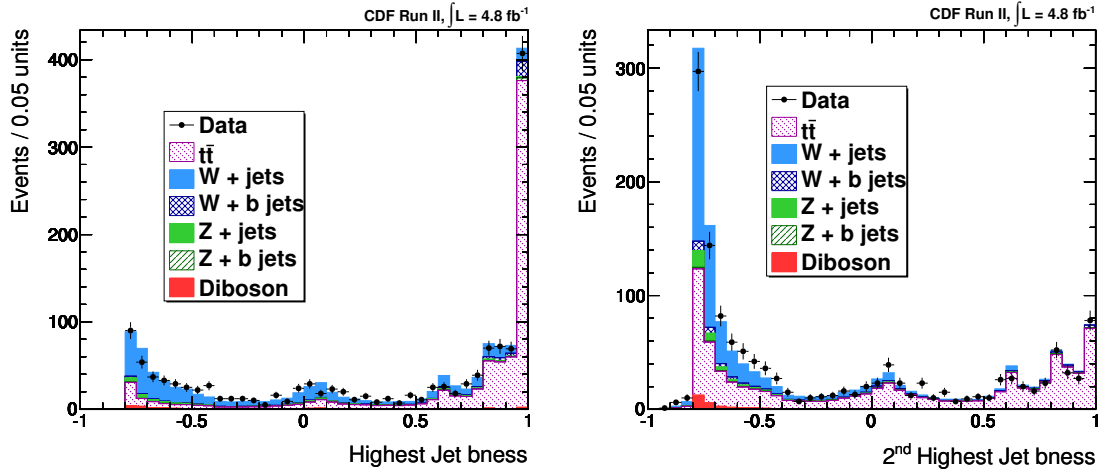 CDF Run II, ∫L = 4.8 fb⁻¹
Events / 0.05 units
400
300
200
100
0
Data
tt̄
W + jets
W + b jets
Z + jets
Z + b jets
Diboson
-1
-0.5
0
0.5
1
Highest Jet bness
CDF Run II, ∫L = 4.8 fb⁻¹
Events / 0.05 units
300
200
100
0
Data
tt̄
W + jets
W + b jets
Z + jets
Z + b jets
Diboson
-1
-0.5
0
0.5
1
2ⁿᵈ Highest Jet bness